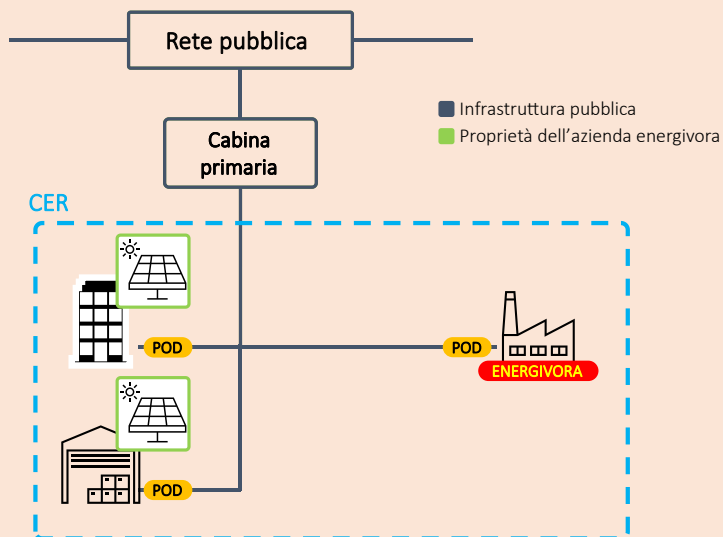 Rete pubblica
Infrastruttura pubblica
Proprietà dell’azienda energivora
Cabina
primaria
CER
POD
POD
ENERGIVORA
POD